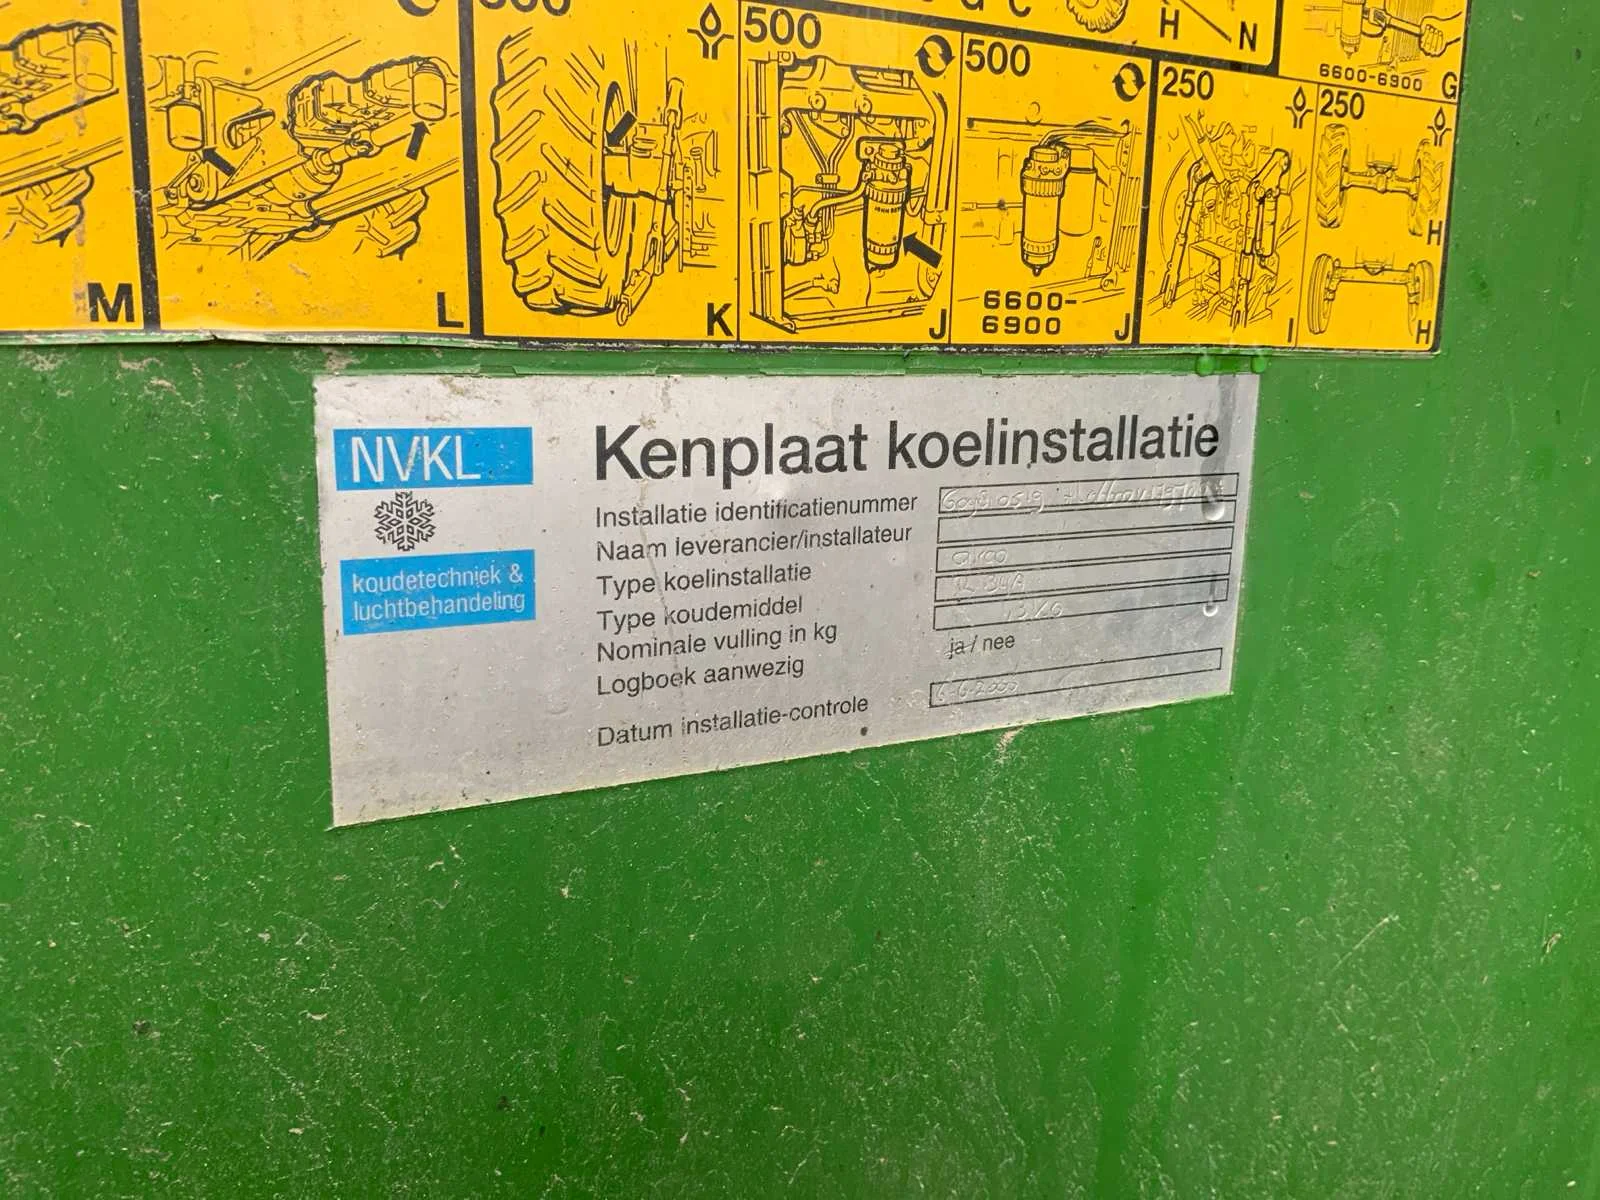 500
H
N
6600-6900
G
M
L
K
500
J
500
6600-
6900
J
250
I
250
H
H
NVKL
koudetechniek &
luchtbehandeling
Kenplaat koelinstallatie
Installatie identificatienummer
Naam leverancier/installateur
Type koelinstallatie
Type koudemiddel
Nominale vulling in kg
Logboek aanwezig ja / nee
Datum installatie-controle